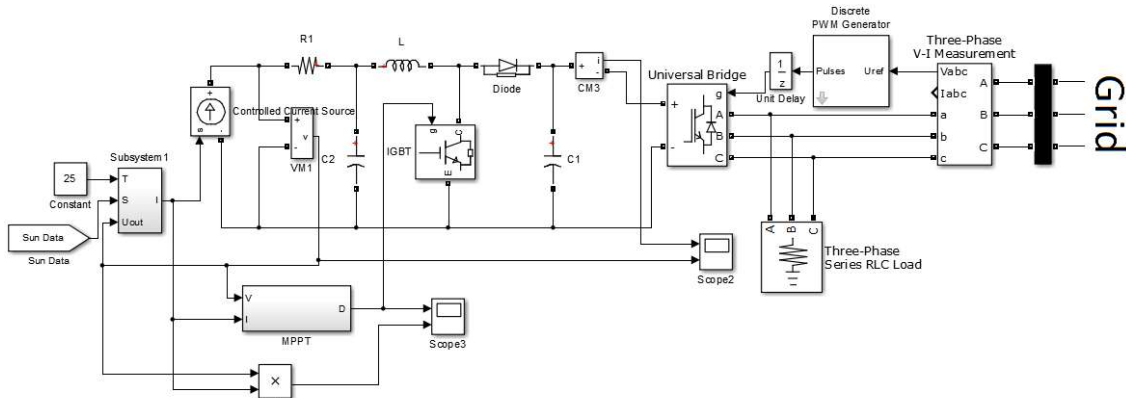 Discrete
PWM Generator
Pulses
Uref
Three-Phase
V-I Measurement
Vabc
Iabc
a
b
c
A
B
C
Grid
R1
L
Diode
+
-
i
CM3
Universal Bridge
g
A
B
C
+
-
1
z
Unit Delay
+
s
-
Controlled Current Source
+
-
v
VM1
C2
IGBT
g
C
E
C1
Subsystem1
T
S
Uout
I
25
Constant
Sun Data
Sun Data
A
B
C
Three-Phase
Series RLC Load
Scope2
V
I
D
MPPT
Scope3
×